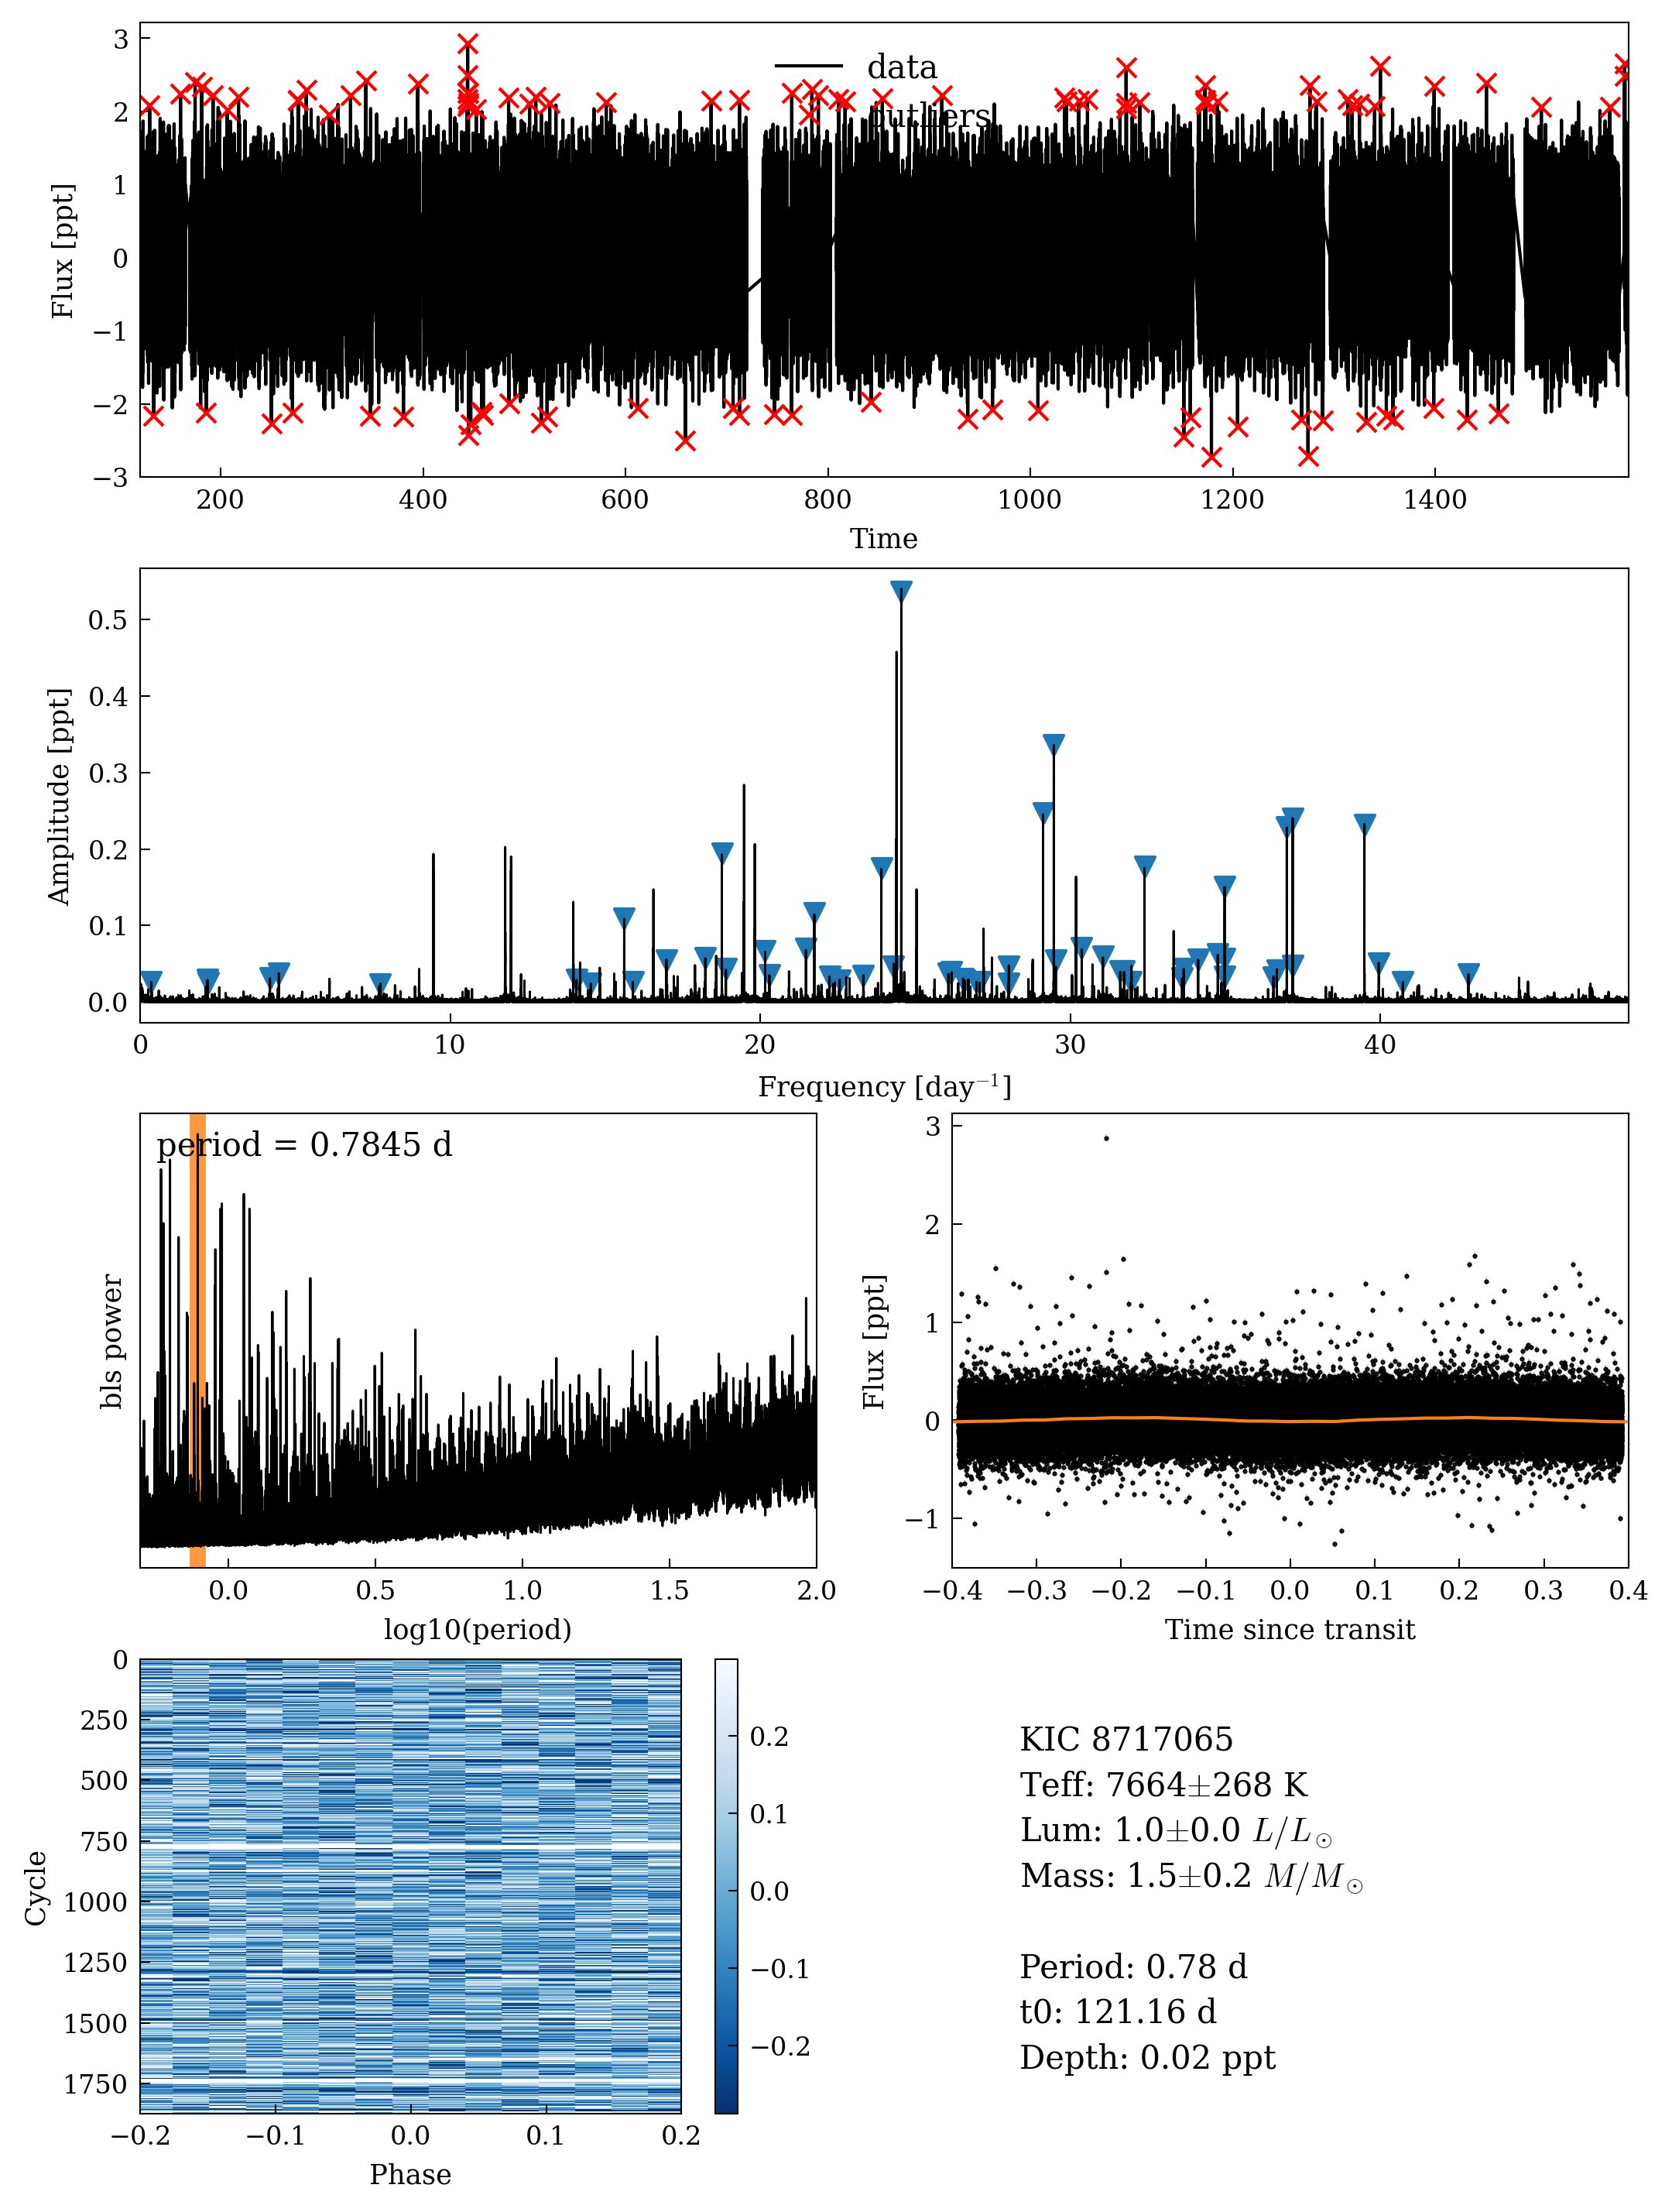 3
2
1
0
−1
−2
−3
Flux [ppt]
data
outliers
200 400 600 800 1000 1200 1400
Time
0.5
0.4
0.3
0.2
0.1
0.0
Amplitude [ppt]
0 10 20 30 40
Frequency [day⁻¹]
period = 0.7845 d
bls power
0.0 0.5 1.0 1.5 2.0
log10(period)
3
2
1
0
−1
Flux [ppt]
−0.4 −0.3 −0.2 −0.1 0.0 0.1 0.2 0.3 0.4
Time since transit
0
250
500
750
1000
1250
1500
1750
Cycle
−0.2 −0.1 0.0 0.1 0.2
Phase
0.2
0.1
0.0
−0.1
−0.2
KIC 8717065
Teff: 7664±268 K
Lum: 1.0±0.0 L/L⊙
Mass: 1.5±0.2 M/M⊙
Period: 0.78 d
t0: 121.16 d
Depth: 0.02 ppt